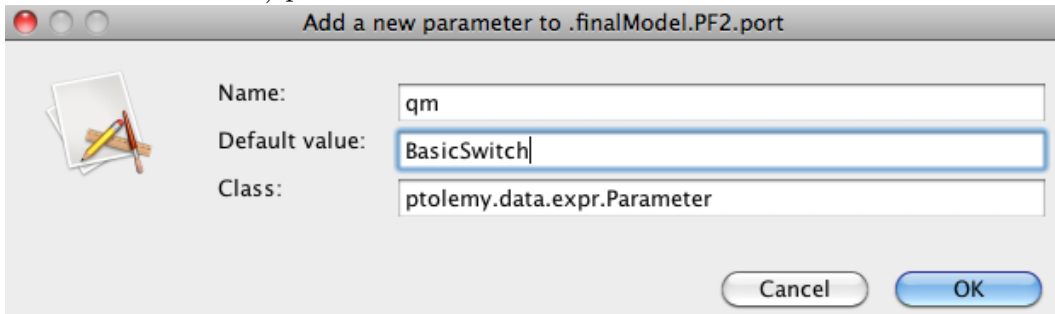 Add a new parameter to .finalModel.PF2.port
Name: qm
Default value: BasicSwitch
Class: ptolemy.data.expr.Parameter
Cancel OK